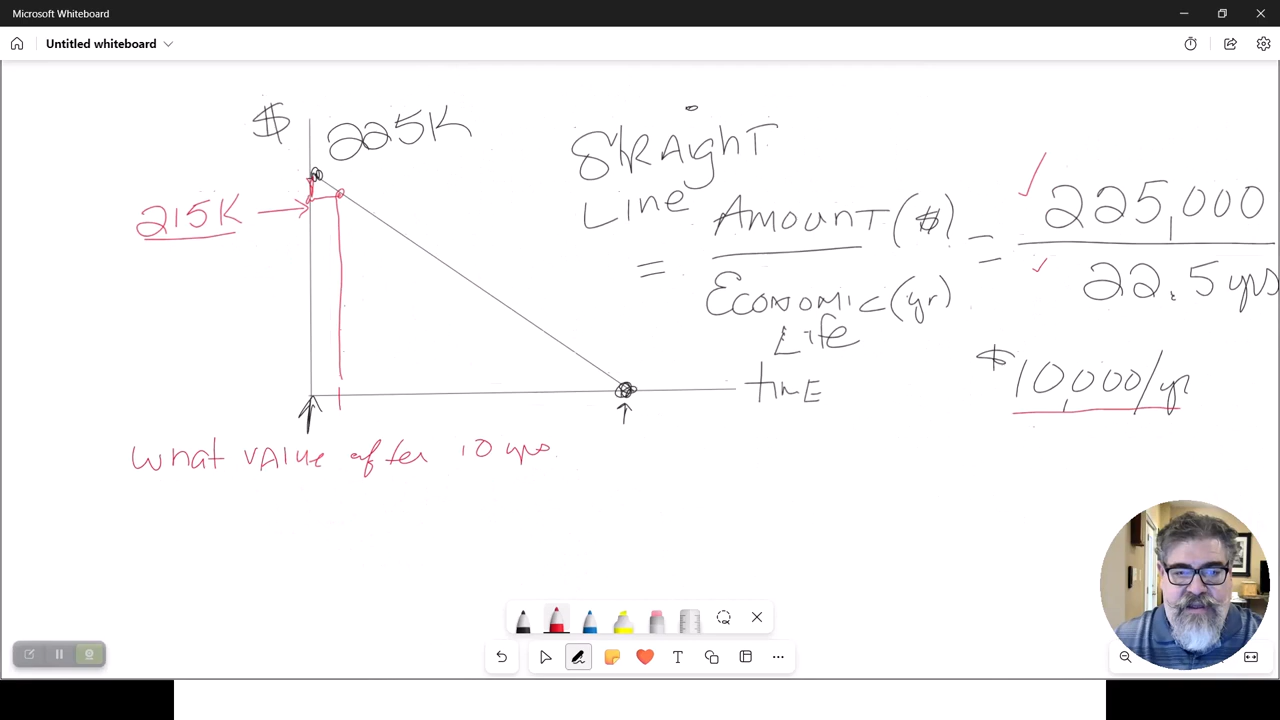 Microsoft Whiteboard
Untitled whiteboard
$ 225K
215K
STRAIGHT
LINE
= AMOUNT ($)
ECONOMIC (yr)
LiFe
= 225,000
22.5 yrs
$10,000/yr
TIME
What VALUE after 10 yrs